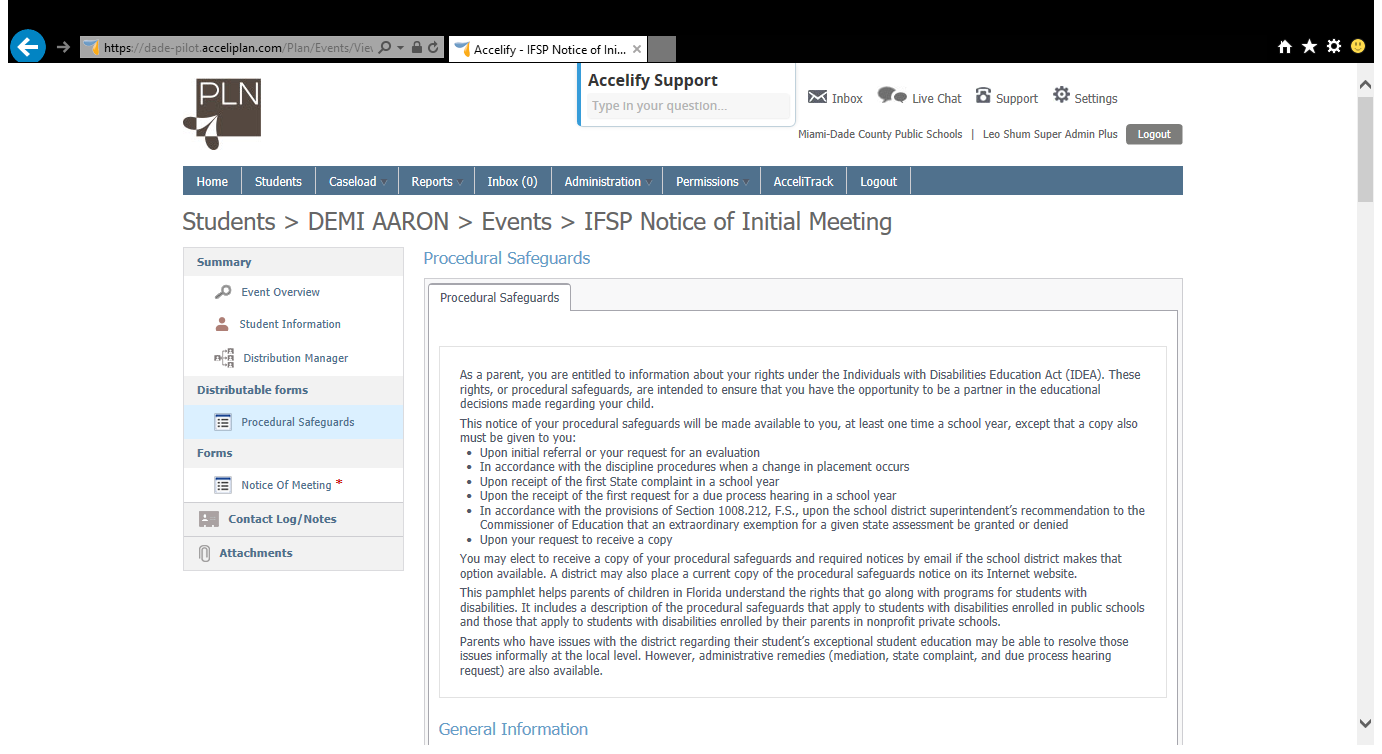 https://dade-pilot.acceliplan.com/Plan/Events/Vie
Accelify - IFSP Notice of Ini...
PLN
Accelify Support
Type in your question...
Inbox
Live Chat
Support
Settings
Miami-Dade County Public Schools | Leo Shum Super Admin Plus
Logout
Home
Students
Caseload
Reports
Inbox (0)
Administration
Permissions
AcceliTrack
Logout
Students > DEMI AARON > Events > IFSP Notice of Initial Meeting
Summary
Event Overview
Student Information
Distribution Manager
Distributable forms
Procedural Safeguards
Forms
Notice Of Meeting *
Contact Log/Notes
Attachments
Procedural Safeguards
Procedural Safeguards
As a parent, you are entitled to information about your rights under the Individuals with Disabilities Education Act (IDEA). These
rights, or procedural safeguards, are intended to ensure that you have the opportunity to be a partner in the educational
decisions made regarding your child.
This notice of your procedural safeguards will be made available to you, at least one time a school year, except that a copy also
must be given to you:
• Upon initial referral or your request for an evaluation
• In accordance with the discipline procedures when a change in placement occurs
• Upon receipt of the first State complaint in a school year
• Upon the receipt of the first request for a due process hearing in a school year
• In accordance with the provisions of Section 1008.212, F.S., upon the school district superintendent's recommendation to the
Commissioner of Education that an extraordinary exemption for a given state assessment be granted or denied
• Upon your request to receive a copy
You may elect to receive a copy of your procedural safeguards and required notices by email if the school district makes that
option available. A district may also place a current copy of the procedural safeguards notice on its Internet website.
This pamphlet helps parents of children in Florida understand the rights that go along with programs for students with
disabilities. It includes a description of the procedural safeguards that apply to students with disabilities enrolled in public schools
and those that apply to students with disabilities enrolled by their parents in nonprofit private schools.
Parents who have issues with the district regarding their student's exceptional student education may be able to resolve those
issues informally at the local level. However, administrative remedies (mediation, state complaint, and due process hearing
request) are also available.
General Information